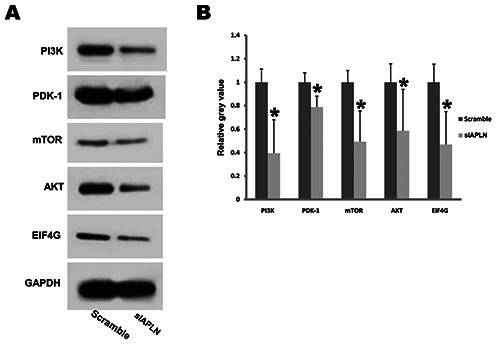 A
PI3K
PDK-1
mTOR
AKT
EIF4G
GAPDH
Scramble
siAPLN
B
Relative grey value
1.4
1.2
1
0.8
0.6
0.4
0.2
0
*
*
*
*
*
PI3K
PDK-1
mTOR
AKT
EIF4G
Scramble
siAPLN